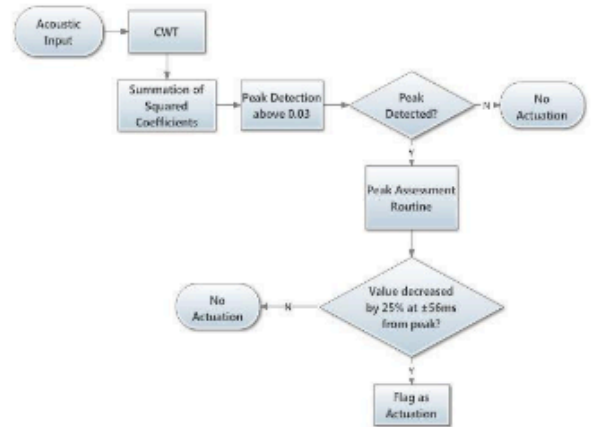 Acoustic
Input
CWT
Summation of
Squared
Coefficients
Peak Detection
above 0.03
Peak
Detected?
N
No
Actuation
Y
Peak Assessment
Routine
Value decreased
by 25% at ±56ms
from peak?
N
No
Actuation
Y
Flag as
Actuation